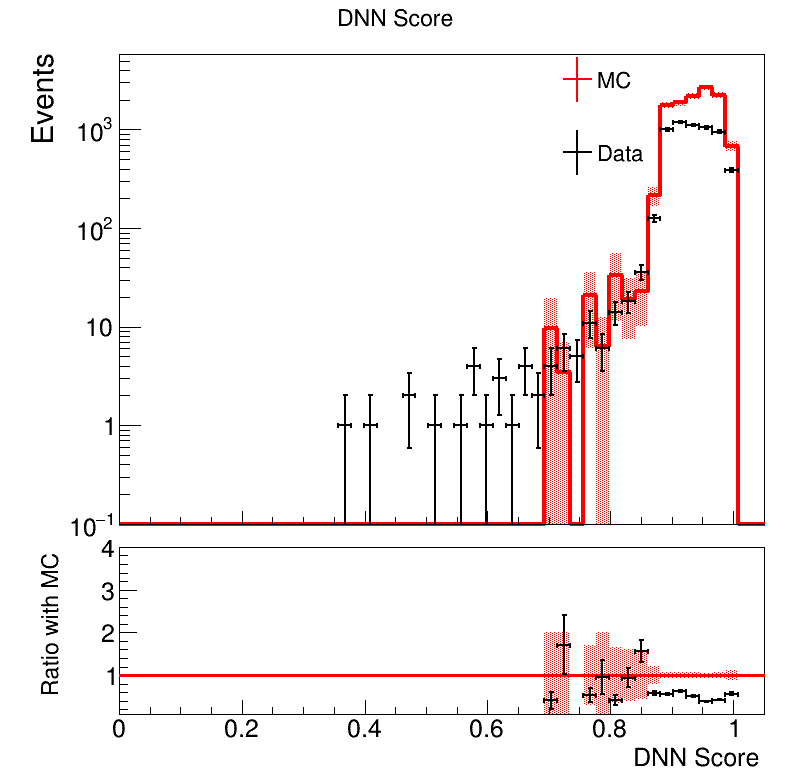 DNN Score
Events
MC
Data
10³
10²
10
1
10⁻¹
Ratio with MC
4
3
2
1
0 0.2 0.4 0.6 0.8 1
DNN Score